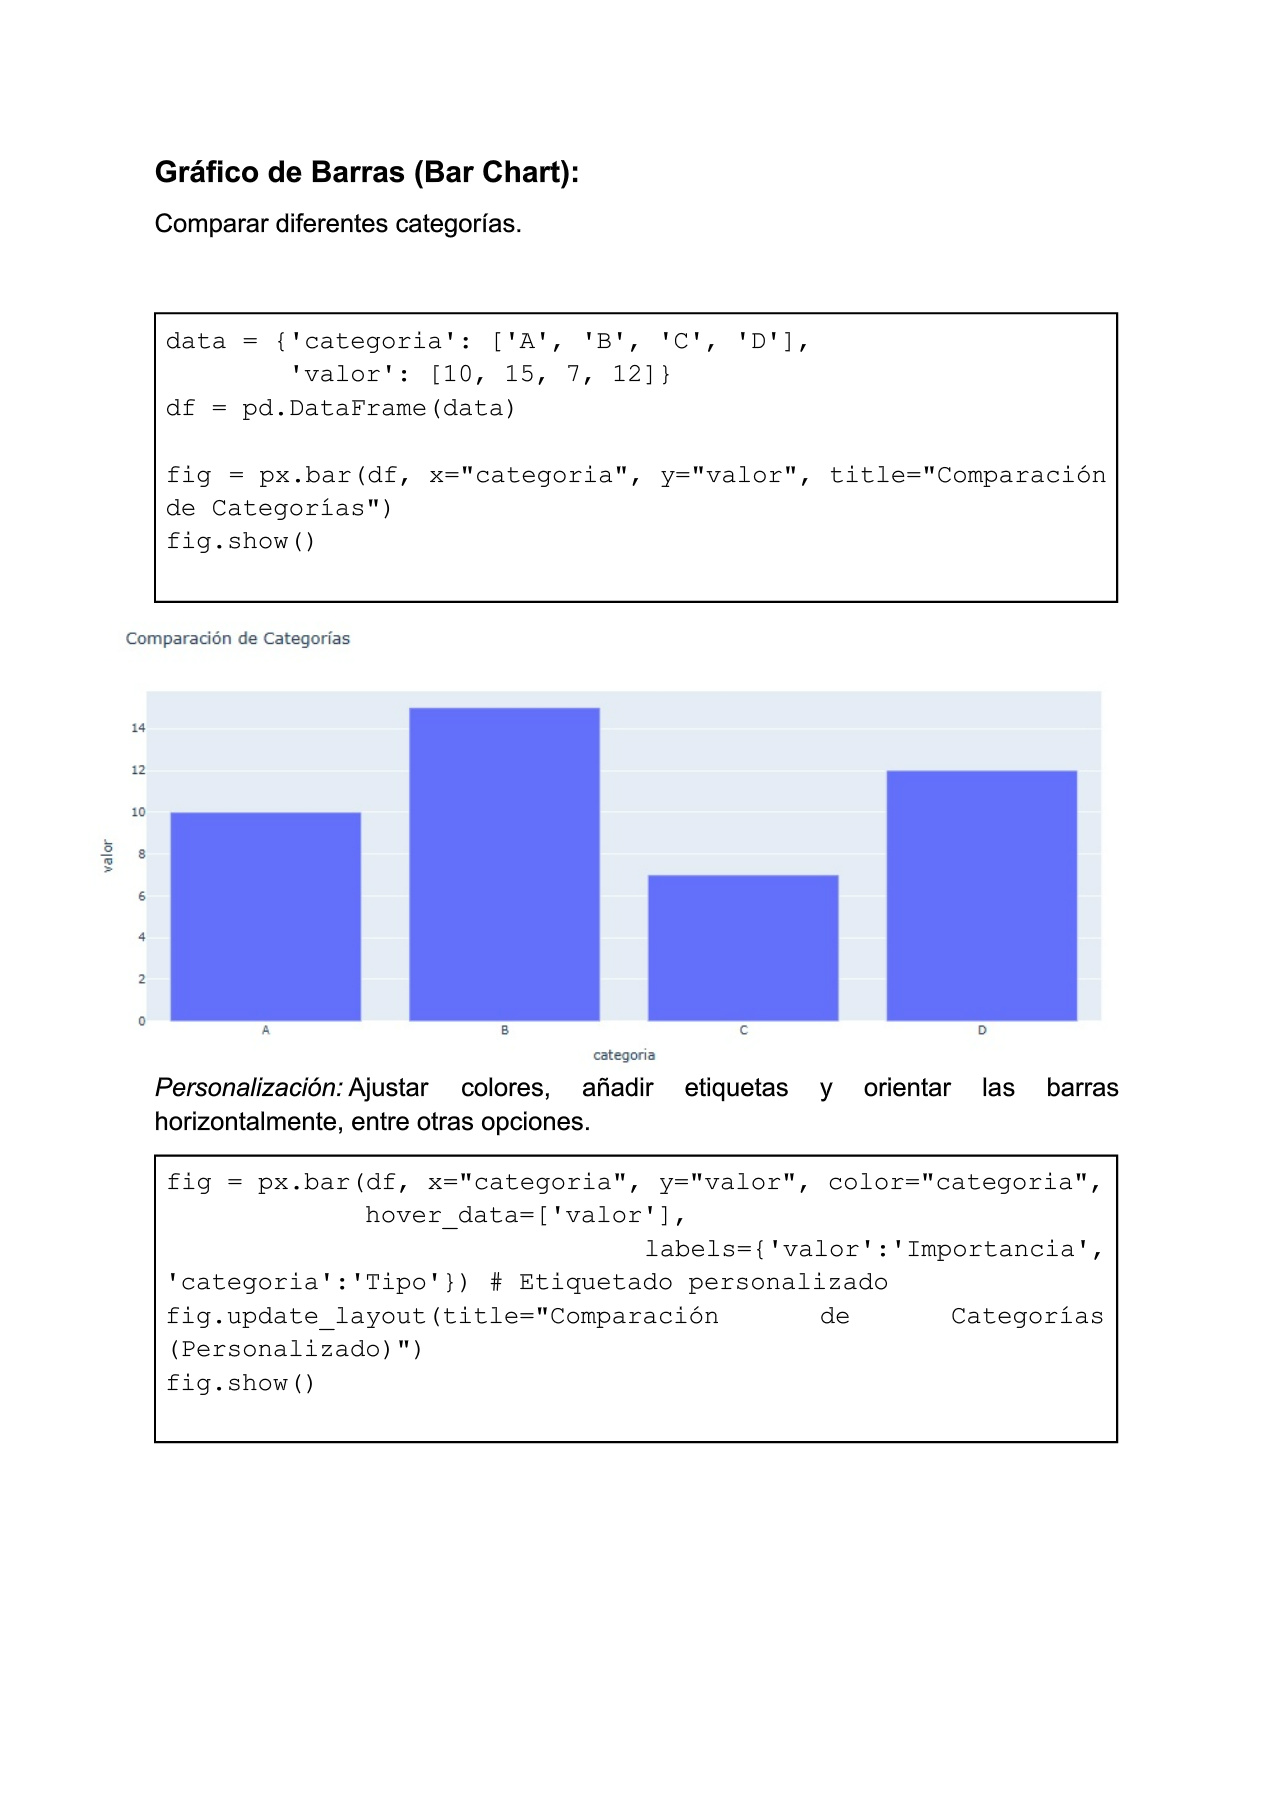 Gráfico de Barras (Bar Chart):
Comparar diferentes categorías.
data = {'categoria': ['A', 'B', 'C', 'D'],
        'valor': [10, 15, 7, 12]}
df = pd.DataFrame(data)
fig = px.bar(df, x="categoria", y="valor", title="Comparación
de Categorías")
fig.show()
Comparación de Categorías
14
12
10
8
6
4
2
0
valor
A B C D
categoria
Personalización: Ajustar colores, añadir etiquetas y orientar las barras
horizontalmente, entre otras opciones.
fig = px.bar(df, x="categoria", y="valor", color="categoria",
             hover_data=['valor'],
                               labels={'valor':'Importancia',
'categoria':'Tipo'}) # Etiquetado personalizado
fig.update_layout(title="Comparación de Categorías
(Personalizado)")
fig.show()